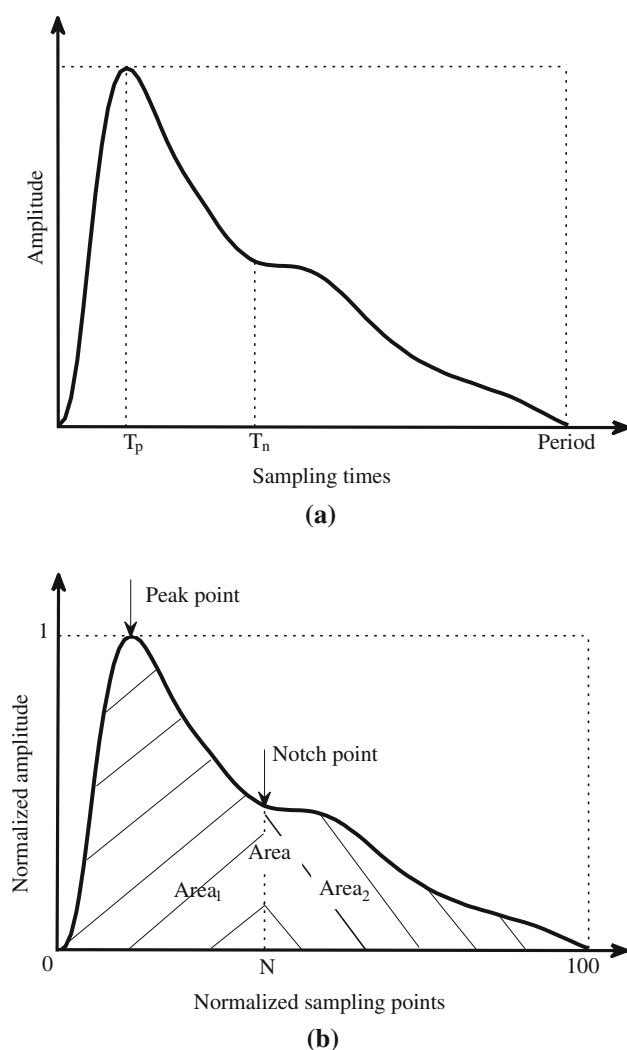 Amplitude
Tₚ
Tₙ
Period
Sampling times
(a)
Peak point
1
Normalized amplitude
Notch point
Area
Area₁
Area₂
0
N
100
Normalized sampling points
(b)